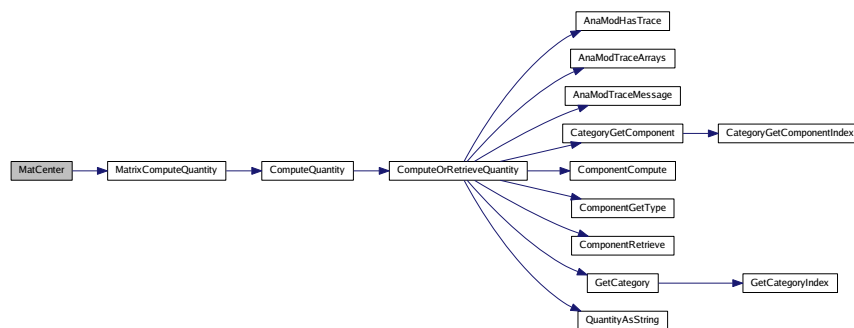 AnaModHasTrace
AnaModTraceArrays
AnaModTraceMessage
CategoryGetComponent
CategoryGetComponentIndex
MatCenter
MatrixComputeQuantity
ComputeQuantity
ComputeOrRetrieveQuantity
ComponentCompute
ComponentGetType
ComponentRetrieve
GetCategory
GetCategoryIndex
QuantityAsString